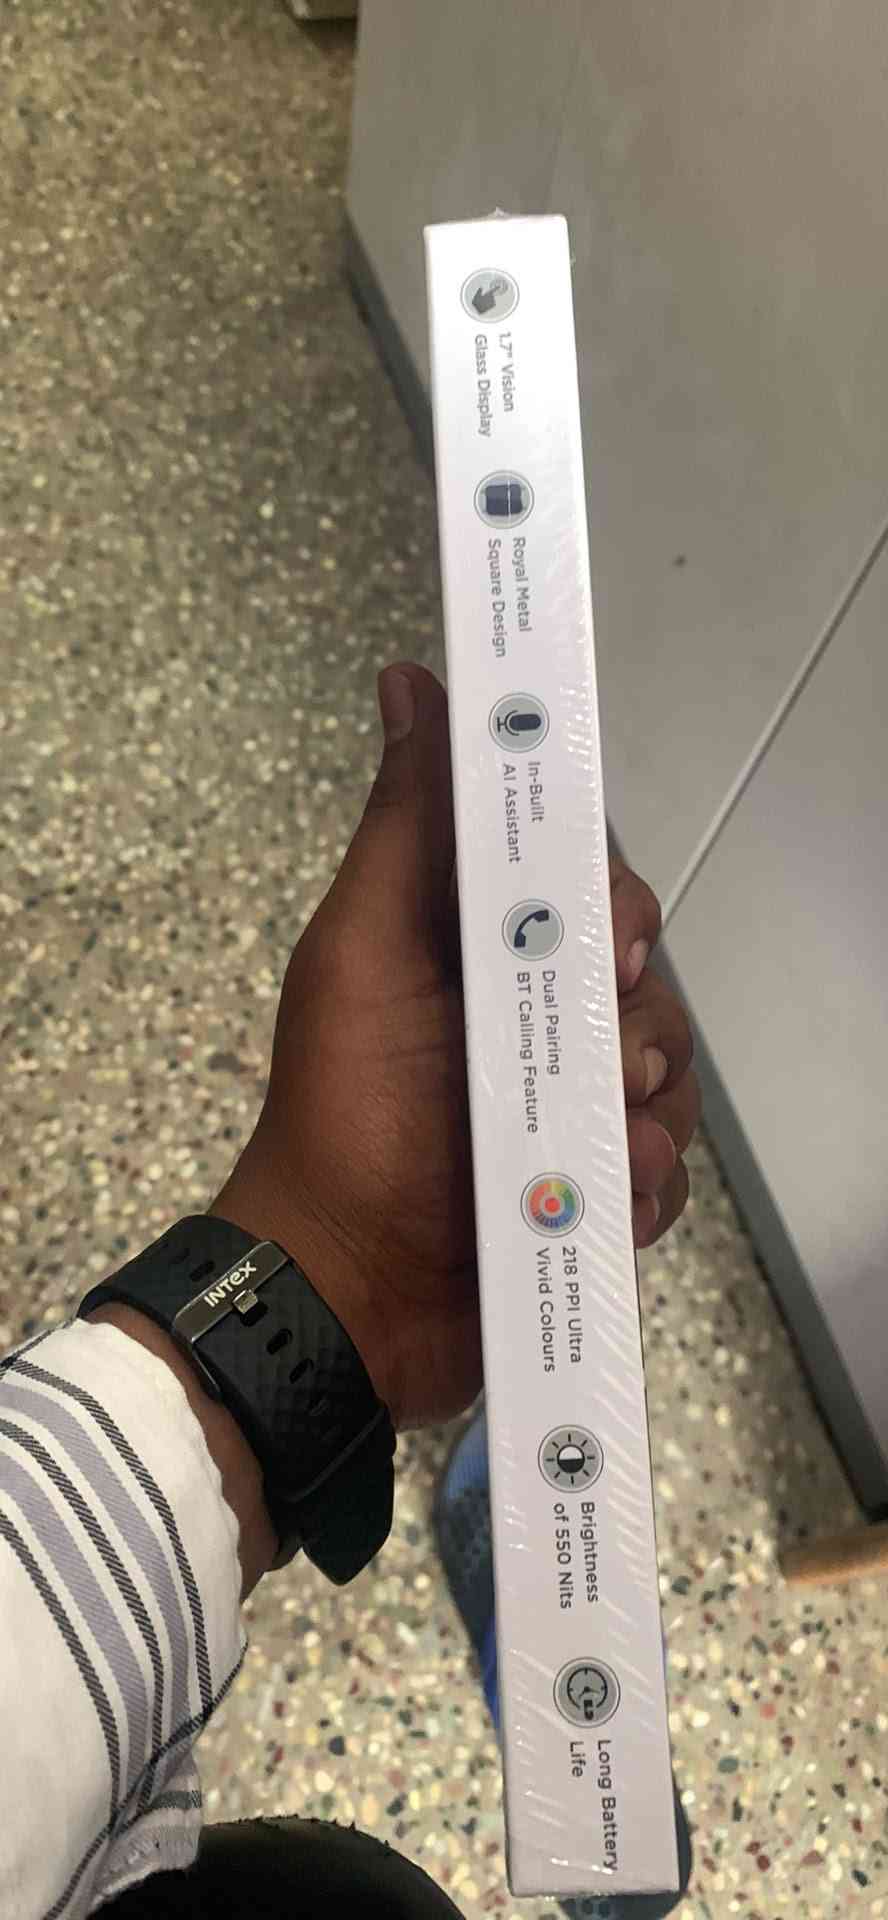 1.7" Vision
Glass Display
Royal Metal
Square Design
In-Built
AI Assistant
Dual Pairing
BT Calling Feature
218 PPI Ultra
Vivid Colours
Brightness
of 550 Nits
Long Battery
Life
INTeX